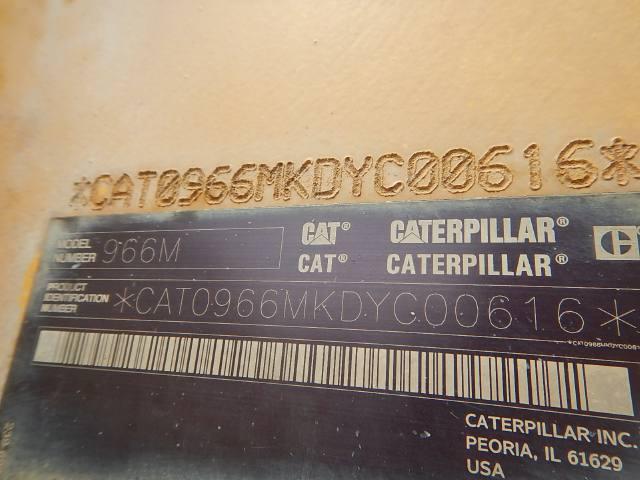 *CAT0966MKDYC00616*
MODEL NUMBER 966M
CAT® CATERPILLAR®
CAT® CATERPILLAR®
PRODUCT IDENTIFICATION NUMBER *CAT0966MKDYC00616*
CATERPILLAR INC.
PEORIA, IL 61629
USA